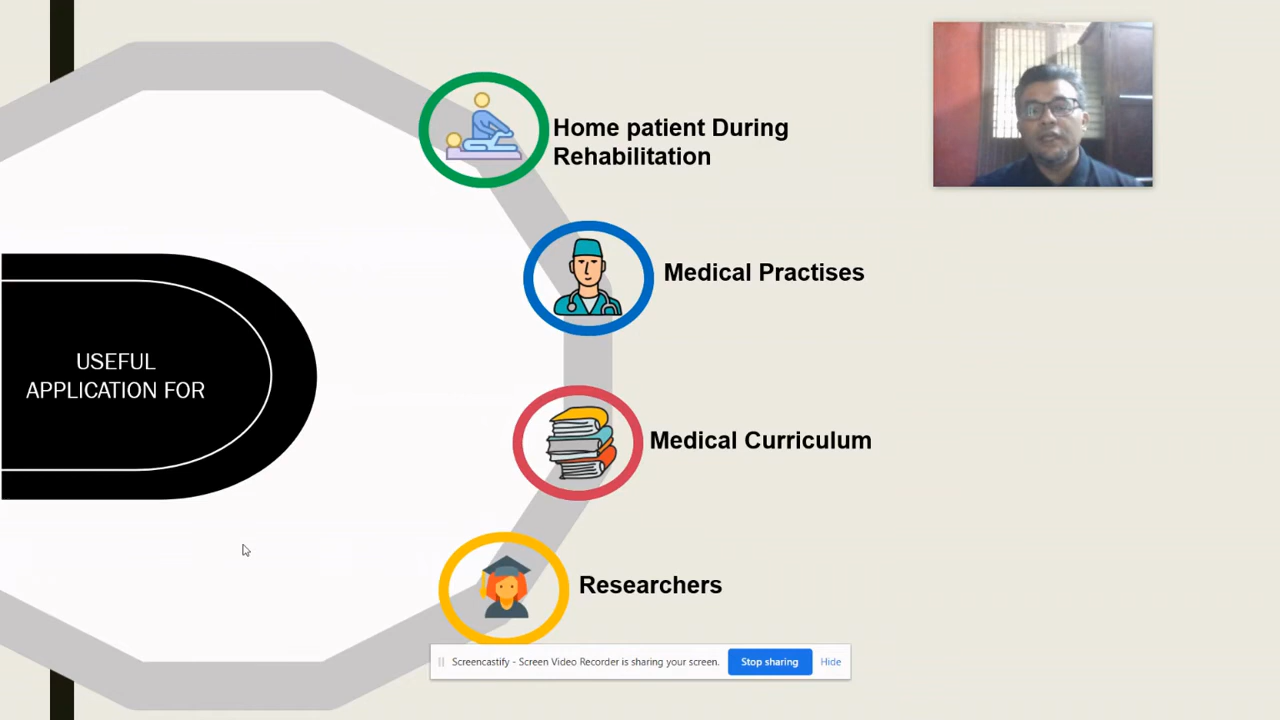 USEFUL
APPLICATION FOR
Home patient During
Rehabilitation
Medical Practises
Medical Curriculum
Researchers
Screencastify - Screen Video Recorder is sharing your screen.
Stop sharing
Hide